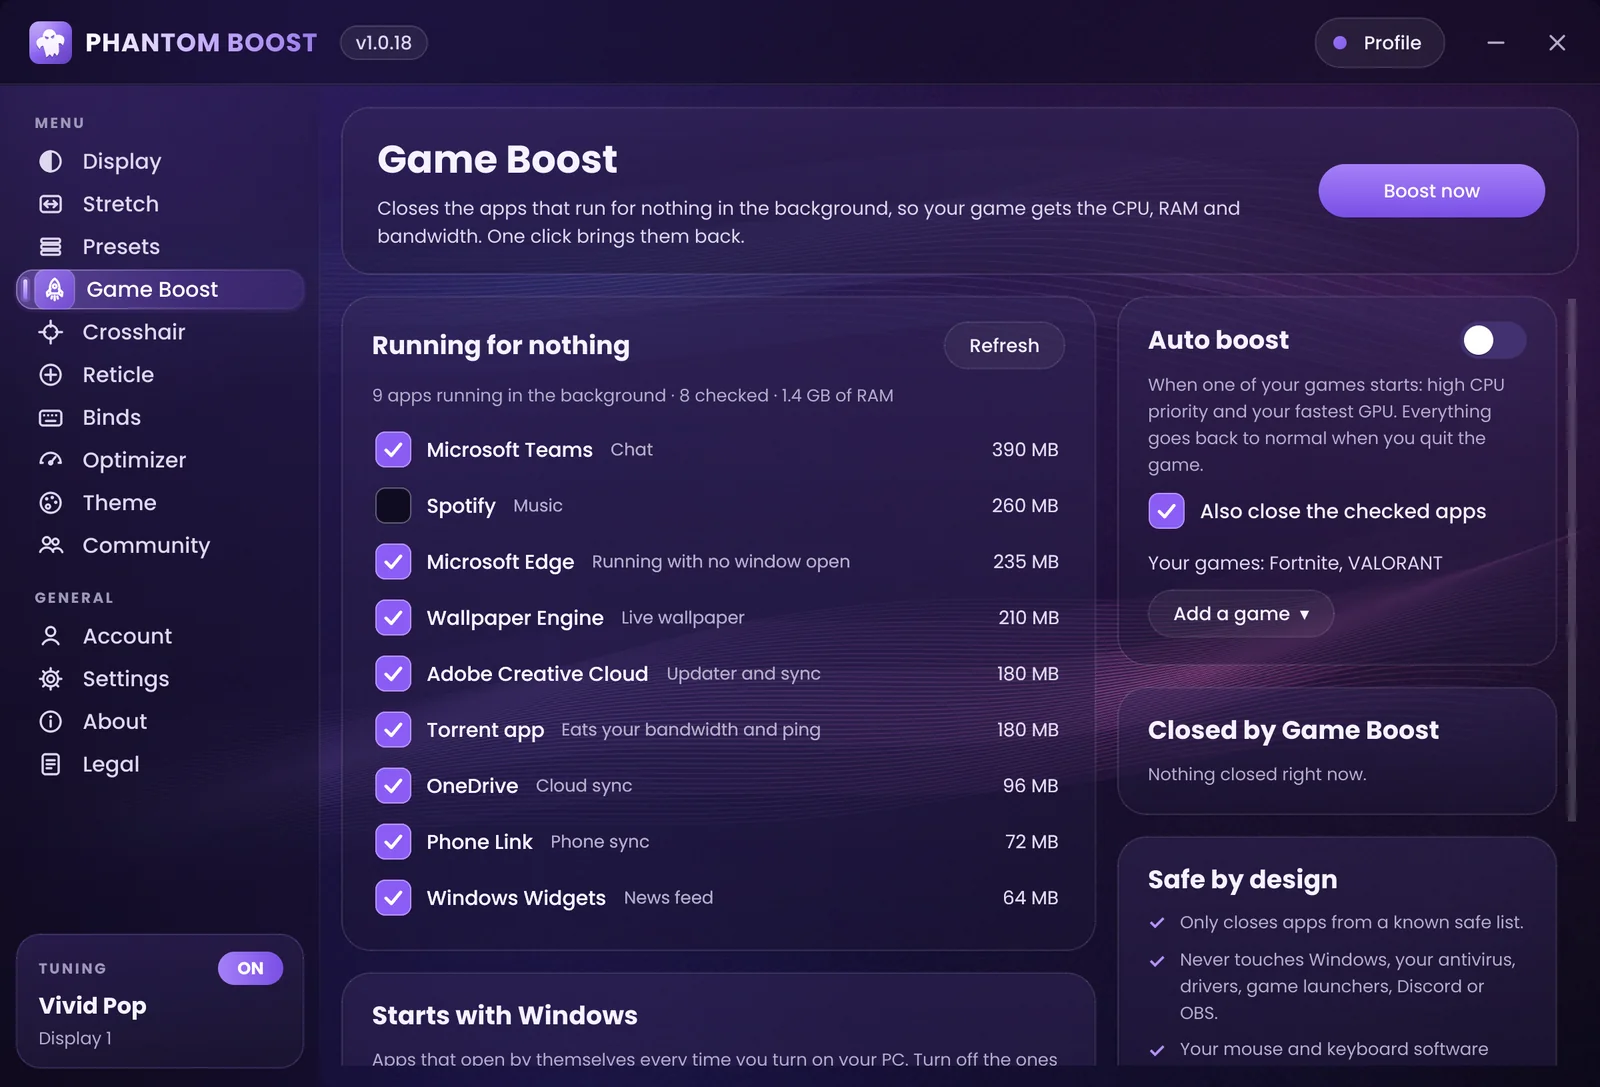 PHANTOM BOOST
v1.0.18
Profile
MENU
Display
Stretch
Presets
Game Boost
Crosshair
Reticle
Binds
Optimizer
Theme
Community
GENERAL
Account
Settings
About
Legal
TUNING
ON
Vivid Pop
Display 1
Game Boost
Closes the apps that run for nothing in the background, so your game gets the CPU, RAM and
bandwidth. One click brings them back.
Boost now
Running for nothing
Refresh
9 apps running in the background · 8 checked · 1.4 GB of RAM
Microsoft Teams Chat 390 MB
Spotify Music 260 MB
Microsoft Edge Running with no window open 235 MB
Wallpaper Engine Live wallpaper 210 MB
Adobe Creative Cloud Updater and sync 180 MB
Torrent app Eats your bandwidth and ping 180 MB
OneDrive Cloud sync 96 MB
Phone Link Phone sync 72 MB
Windows Widgets News feed 64 MB
Starts with Windows
Apps that open by themselves every time you turn on your PC. Turn off the ones
Auto boost
When one of your games starts: high CPU
priority and your fastest GPU. Everything
goes back to normal when you quit the
game.
Also close the checked apps
Your games: Fortnite, VALORANT
Add a game ▾
Closed by Game Boost
Nothing closed right now.
Safe by design
Only closes apps from a known safe list.
Never touches Windows, your antivirus,
drivers, game launchers, Discord or
OBS.
Your mouse and keyboard software